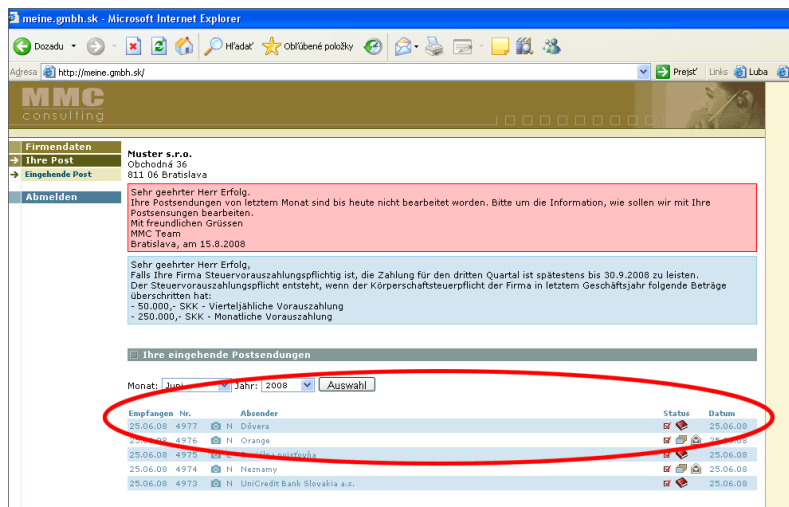 meine.gmbh.sk - Microsoft Internet Explorer
Dozadu Hľadať Obľúbené položky
Adresa http://meine.gmbh.sk/ Prejsť Links Luba
MMC
consulting
Firmendaten
Ihre Post
Eingehende Post
Abmelden
Muster s.r.o.
Obchodná 36
811 06 Bratislava
Sehr geehrter Herr Erfolg.
Ihre Postsendungen von letztem Monat sind bis heute nicht bearbeitet worden. Bitte um die Information, wie sollen wir mit Ihre
Postsensungen bearbeiten.
Mit freundlichen Grüssen
MMC Team
Bratislava, am 15.8.2008
Sehr geehrter Herr Erfolg,
Falls Ihre Firma Steuervorauszahlungspflichtig ist, die Zahlung für den dritten Quartal ist spätestens bis 30.9.2008 zu leisten.
Der Steuervorauszahlungspflicht entsteht, wenn der Körperschaftsteuerpflicht der Firma in letztem Geschäftsjahr folgende Beträge
überschritten hat:
- 50.000,- SKK - Vierteljähliche Vorauszahlung
- 250.000,- SKK - Monatliche Vorauszahlung
Ihre eingehende Postsendungen
Monat: Juni Jahr: 2008 Auswahl
Empfangen Nr. Absender Status Datum
25.06.08 4977 N Dôvera 25.06.08
25.06.08 4976 N Orange 25.06.08
25.06.08 4975 poisťovňa 25.06.08
25.06.08 4974 N Neznamy 25.06.08
25.06.08 4973 N UniCredit Bank Slovakia a.s. 25.06.08